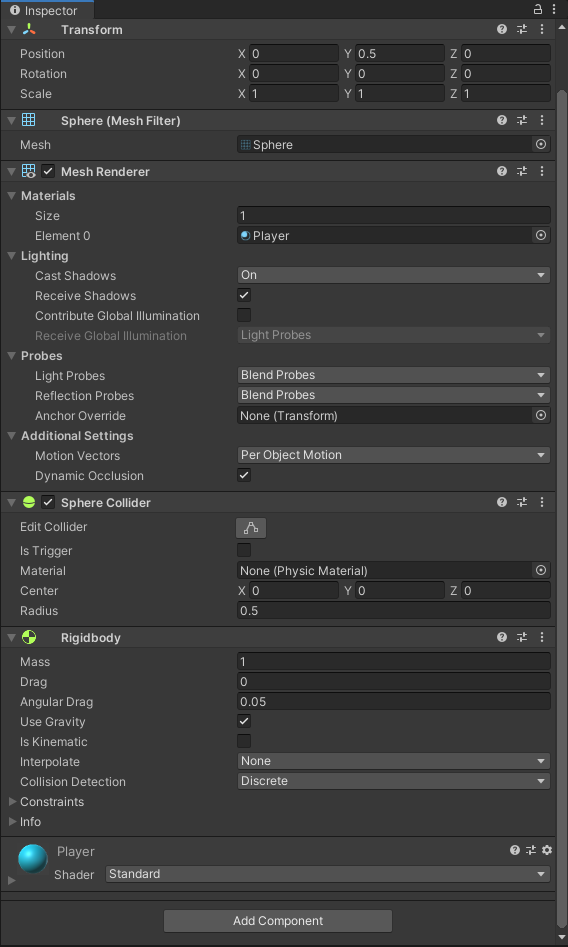 Inspector
Transform
Position X 0 Y 0.5 Z 0
Rotation X 0 Y 0 Z 0
Scale X 1 Y 1 Z 1
Sphere (Mesh Filter)
Mesh Sphere
Mesh Renderer
Materials
Size 1
Element 0 Player
Lighting
Cast Shadows On
Receive Shadows
Contribute Global Illumination
Receive Global Illumination Light Probes
Probes
Light Probes Blend Probes
Reflection Probes Blend Probes
Anchor Override None (Transform)
Additional Settings
Motion Vectors Per Object Motion
Dynamic Occlusion
Sphere Collider
Edit Collider
Is Trigger
Material None (Physic Material)
Center X 0 Y 0 Z 0
Radius 0.5
Rigidbody
Mass 1
Drag 0
Angular Drag 0.05
Use Gravity
Is Kinematic
Interpolate None
Collision Detection Discrete
Constraints
Info
Player
Shader Standard
Add Component